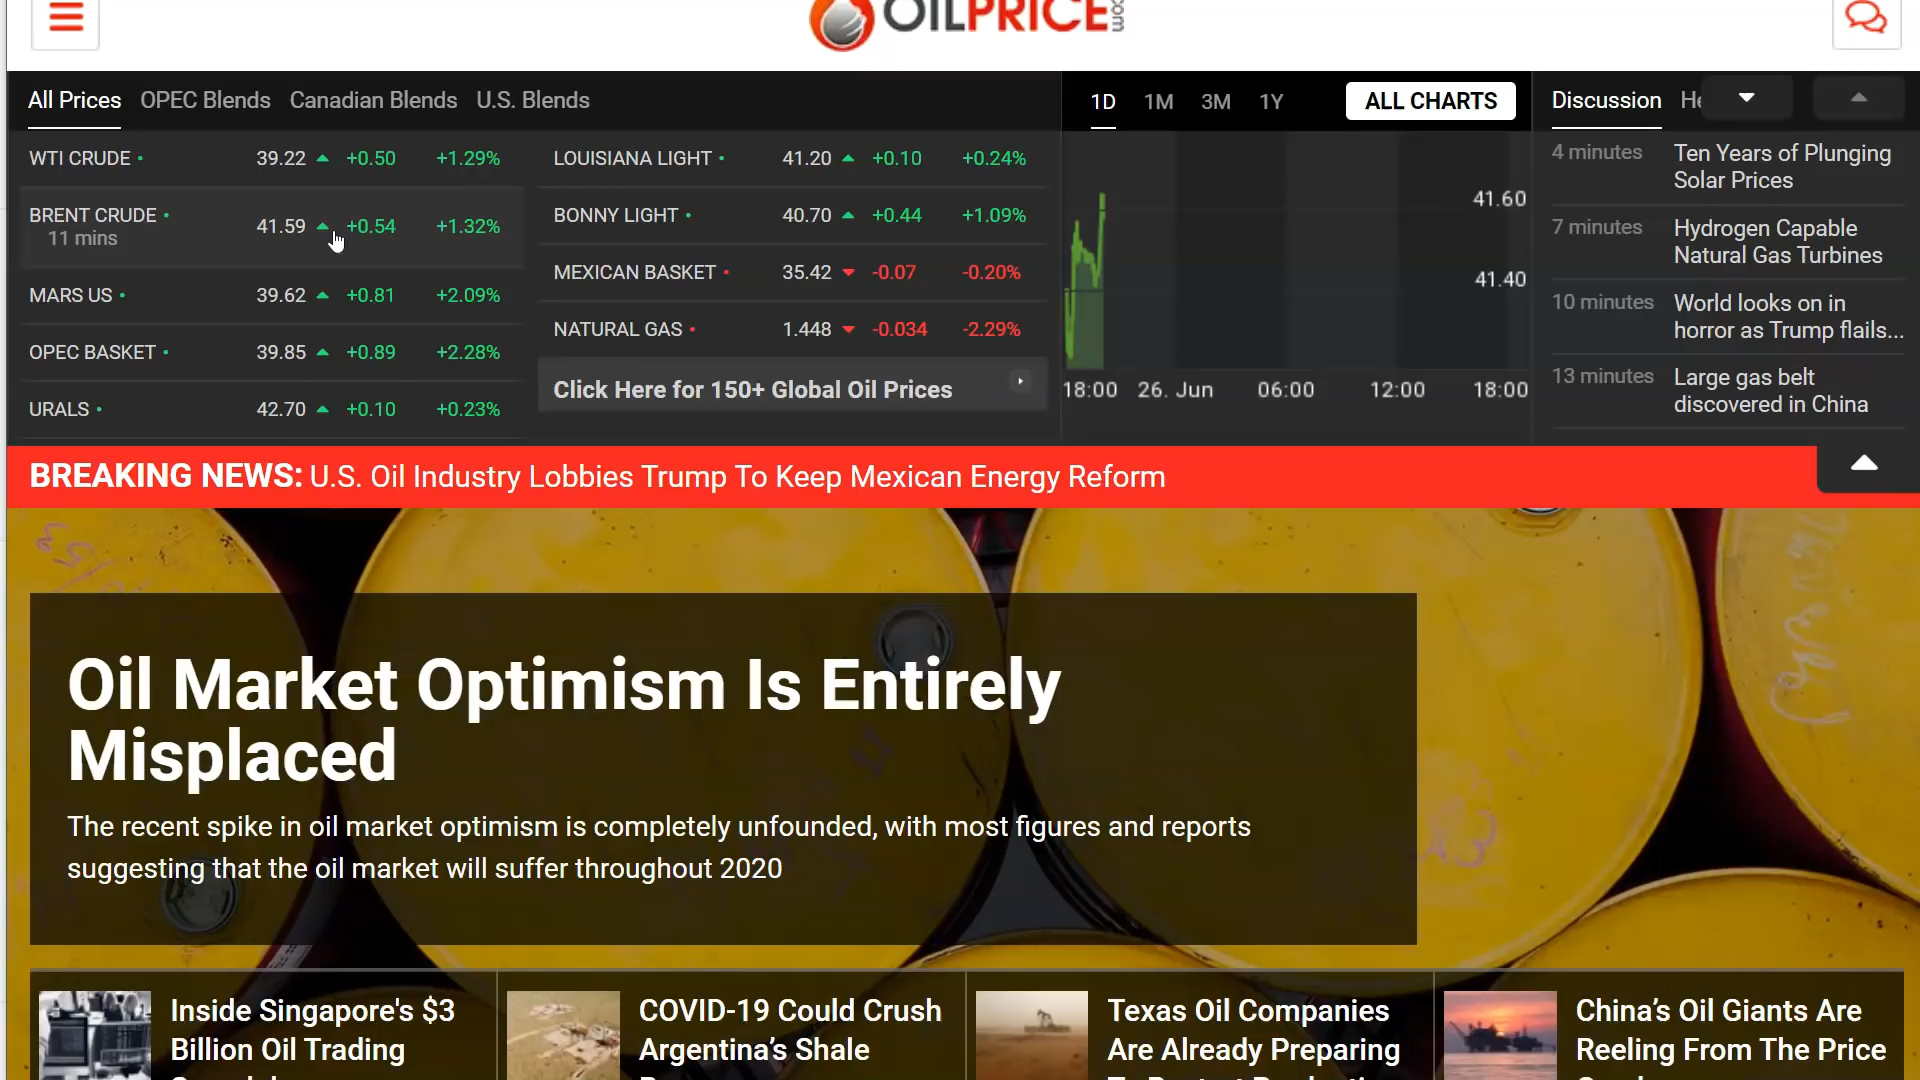 OILPRICE.com
All Prices OPEC Blends Canadian Blends U.S. Blends
WTI CRUDE 39.22 +0.50 +1.29%
BRENT CRUDE 41.59 +0.54 +1.32%
11 mins
MARS US 39.62 +0.81 +2.09%
OPEC BASKET 39.85 +0.89 +2.28%
URALS 42.70 +0.10 +0.23%
LOUISIANA LIGHT 41.20 +0.10 +0.24%
BONNY LIGHT 40.70 +0.44 +1.09%
MEXICAN BASKET 35.42 -0.07 -0.20%
NATURAL GAS 1.448 -0.034 -2.29%
Click Here for 150+ Global Oil Prices
1D 1M 3M 1Y ALL CHARTS
41.60
41.40
18:00 26. Jun 06:00 12:00 18:00
Discussion
4 minutes Ten Years of Plunging
Solar Prices
7 minutes Hydrogen Capable
Natural Gas Turbines
10 minutes World looks on in
horror as Trump flails...
13 minutes Large gas belt
discovered in China
BREAKING NEWS: U.S. Oil Industry Lobbies Trump To Keep Mexican Energy Reform
Oil Market Optimism Is Entirely
Misplaced
The recent spike in oil market optimism is completely unfounded, with most figures and reports
suggesting that the oil market will suffer throughout 2020
Inside Singapore's $3
Billion Oil Trading
COVID-19 Could Crush
Argentina’s Shale
Texas Oil Companies
Are Already Preparing
China’s Oil Giants Are
Reeling From The Price